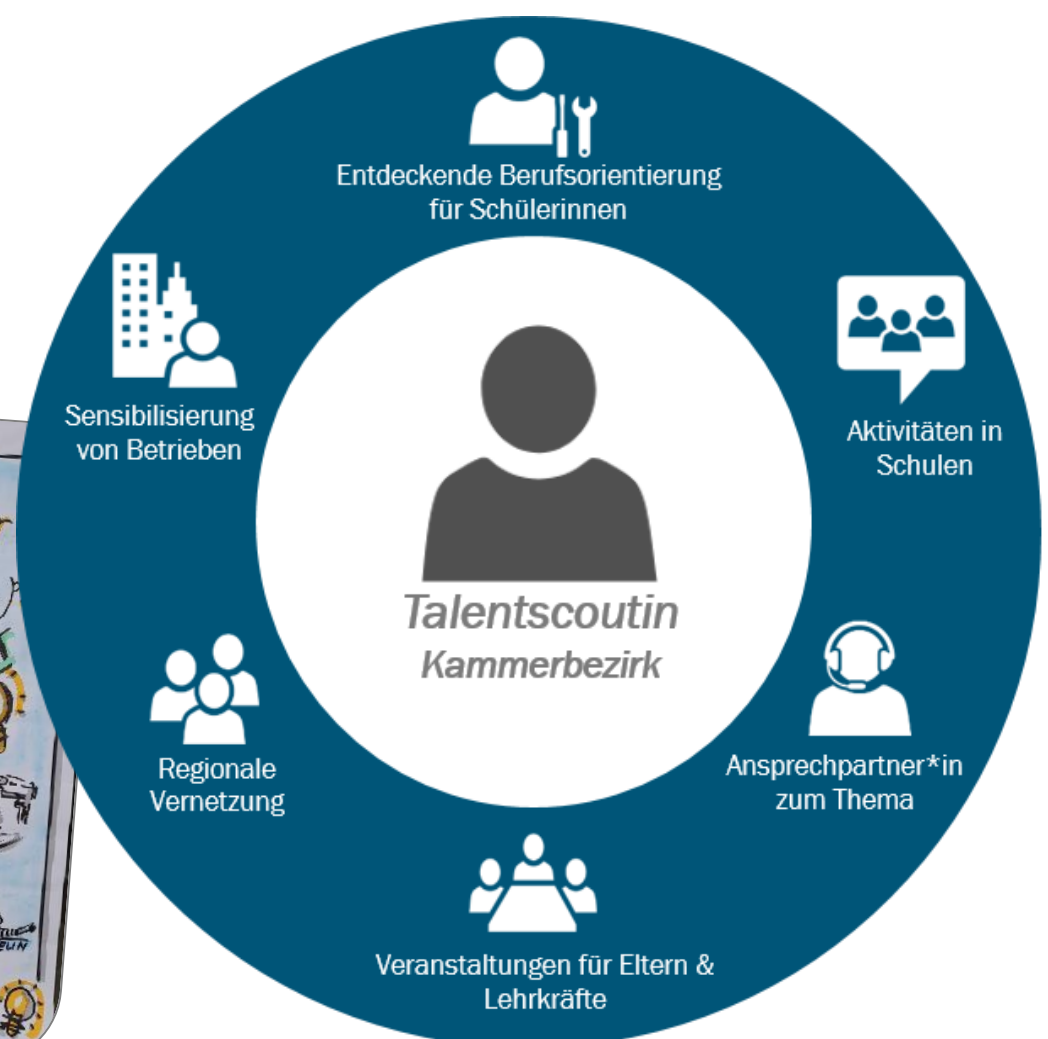 Entdeckende Berufsorientierung
für Schülerinnen
Aktivitäten in
Schulen
Ansprechpartner*in
zum Thema
Veranstaltungen für Eltern &
Lehrkräfte
Regionale
Vernetzung
Sensibilisierung
von Betrieben
Talentscoutin
Kammerbezirk